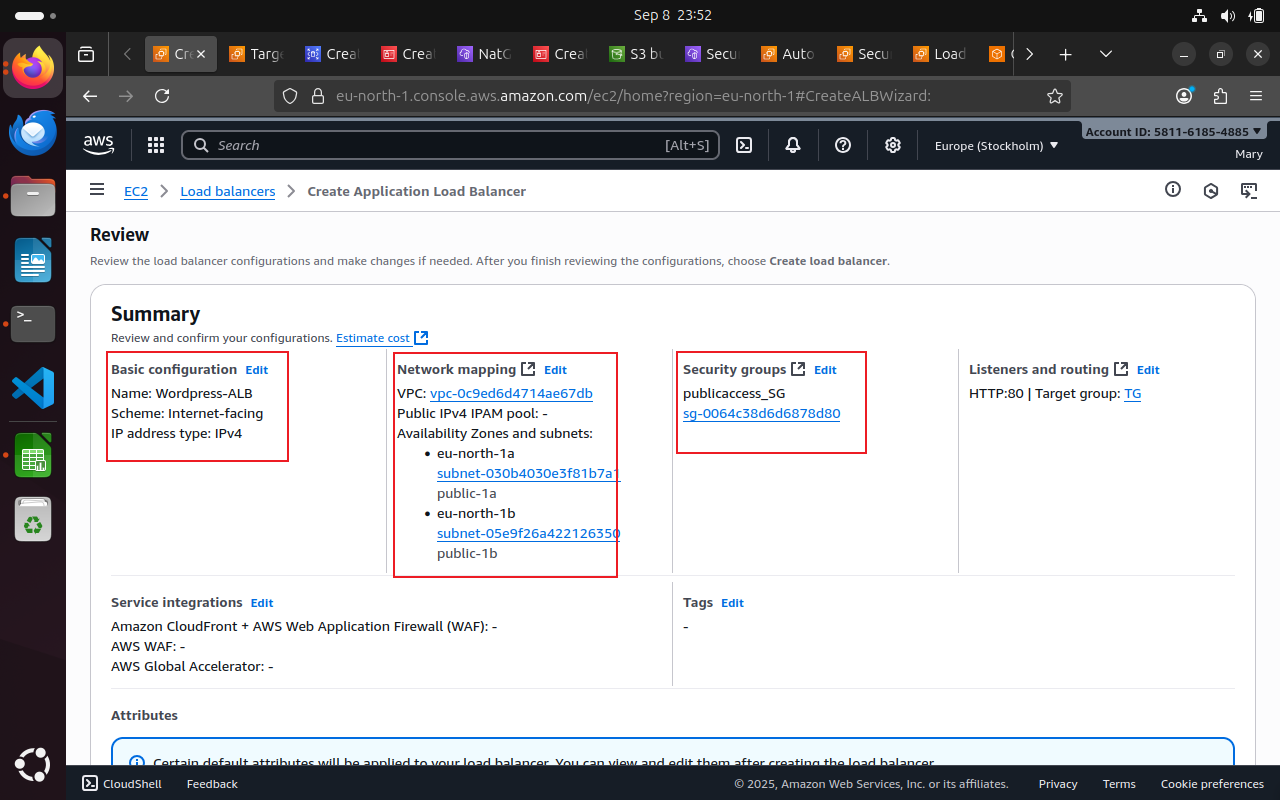 Sep 8 23:52
Cre
Targe
Creat
Creat
NatG
Creat
S3 bu
Secu
Auto
Secu
Load
eu-north-1.console.aws.amazon.com/ec2/home?region=eu-north-1#CreateALBWizard:
aws
Search
[Alt+S]
Europe (Stockholm)
Account ID: 5811-6185-4885
Mary
EC2 > Load balancers > Create Application Load Balancer
Review
Review the load balancer configurations and make changes if needed. After you finish reviewing the configurations, choose Create load balancer.
Summary
Review and confirm your configurations. Estimate cost
Basic configuration Edit
Name: Wordpress-ALB
Scheme: Internet-facing
IP address type: IPv4
Network mapping Edit
VPC: vpc-0c9ed6d4714ae67db
Public IPv4 IPAM pool: -
Availability Zones and subnets:
• eu-north-1a
subnet-030b4030e3f81b7a1
public-1a
• eu-north-1b
subnet-05e9f26a422126350
public-1b
Security groups Edit
publicaccess_SG
sg-0064c38d6d6878d80
Listeners and routing Edit
HTTP:80 | Target group: TG
Service integrations Edit
Amazon CloudFront + AWS Web Application Firewall (WAF): -
AWS WAF: -
AWS Global Accelerator: -
Tags Edit
-
Attributes
Certain default attributes will be applied to your load balancer. You can view and edit them after creating the load balancer.
CloudShell
Feedback
© 2025, Amazon Web Services, Inc. or its affiliates.
Privacy
Terms
Cookie preferences